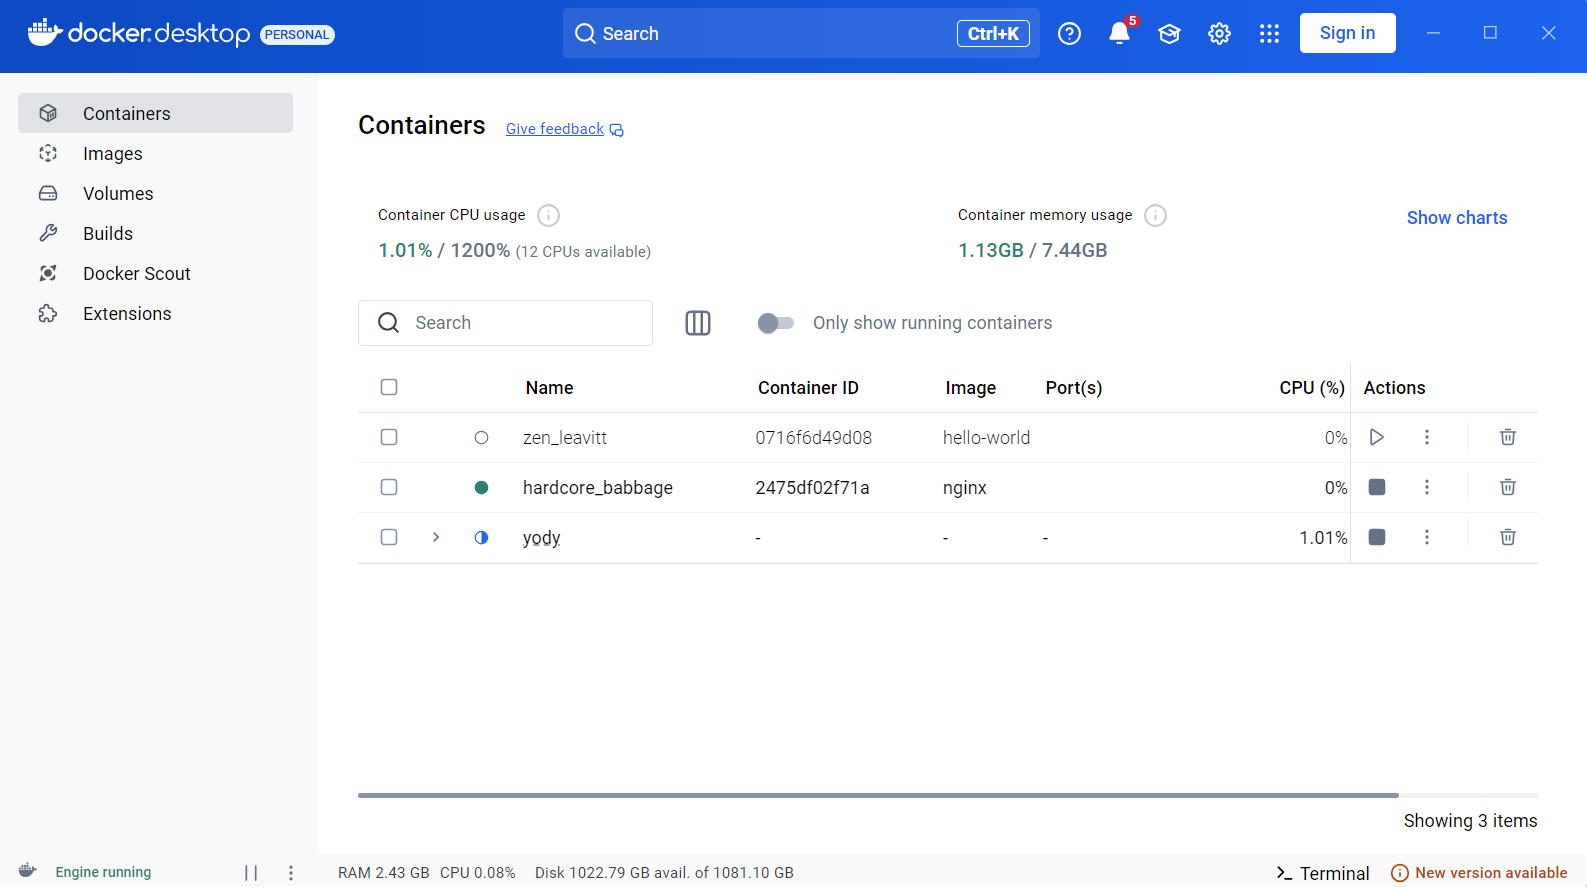 docker.desktop PERSONAL Search Ctrl+K 5 Sign in
Containers
Images
Volumes
Builds
Docker Scout
Extensions
Containers Give feedback
Container CPU usage
1.01% / 1200% (12 CPUs available)
Container memory usage
1.13GB / 7.44GB
Show charts
Search
Only show running containers
Name Container ID Image Port(s) CPU (%) Actions
zen_leavitt 0716f6d49d08 hello-world 0%
hardcore_babbage 2475df02f71a nginx 0%
yody - - - 1.01%
Showing 3 items
Engine running RAM 2.43 GB CPU 0.08% Disk 1022.79 GB avail. of 1081.10 GB Terminal New version available